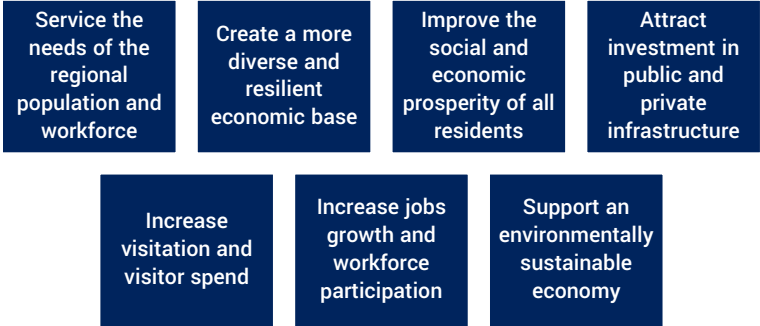 Service the
needs of the
regional
population and
workforce
Create a more
diverse and
resilient
economic base
Improve the
social and
economic
prosperity of all
residents
Attract
investment in
public and
private
infrastructure
Increase
visitation and
visitor spend
Increase jobs
growth and
workforce
participation
Support an
environmentally
sustainable
economy